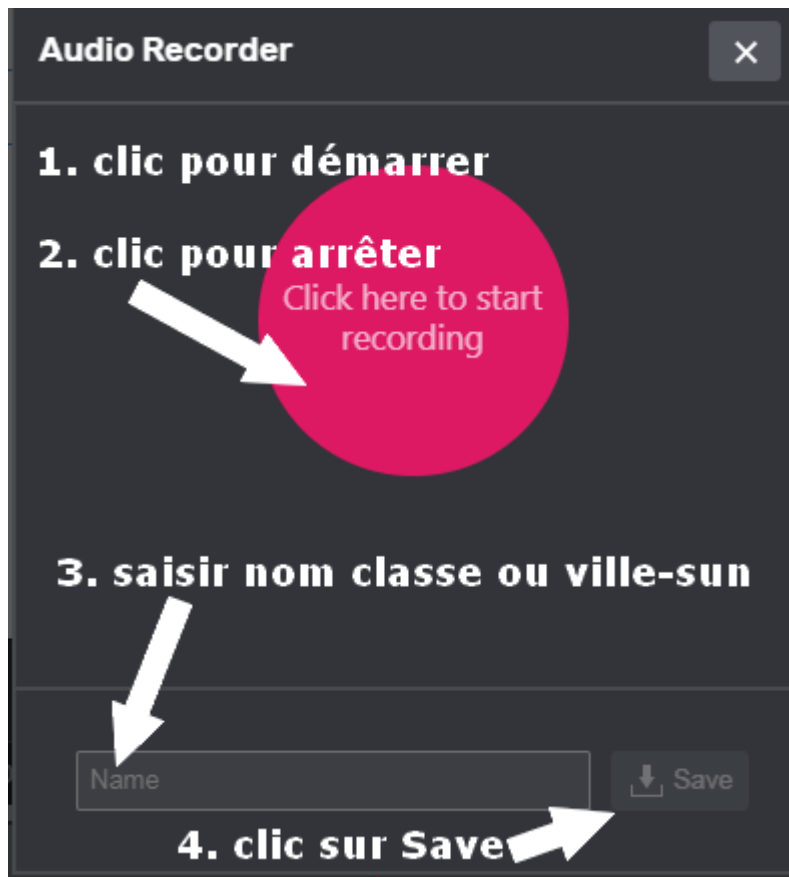 Audio Recorder
1. clic pour démarrer
2. clic pour arrêter
Click here to start
recording
3. saisir nom classe ou ville-sun
Name
Save
4. clic sur Save